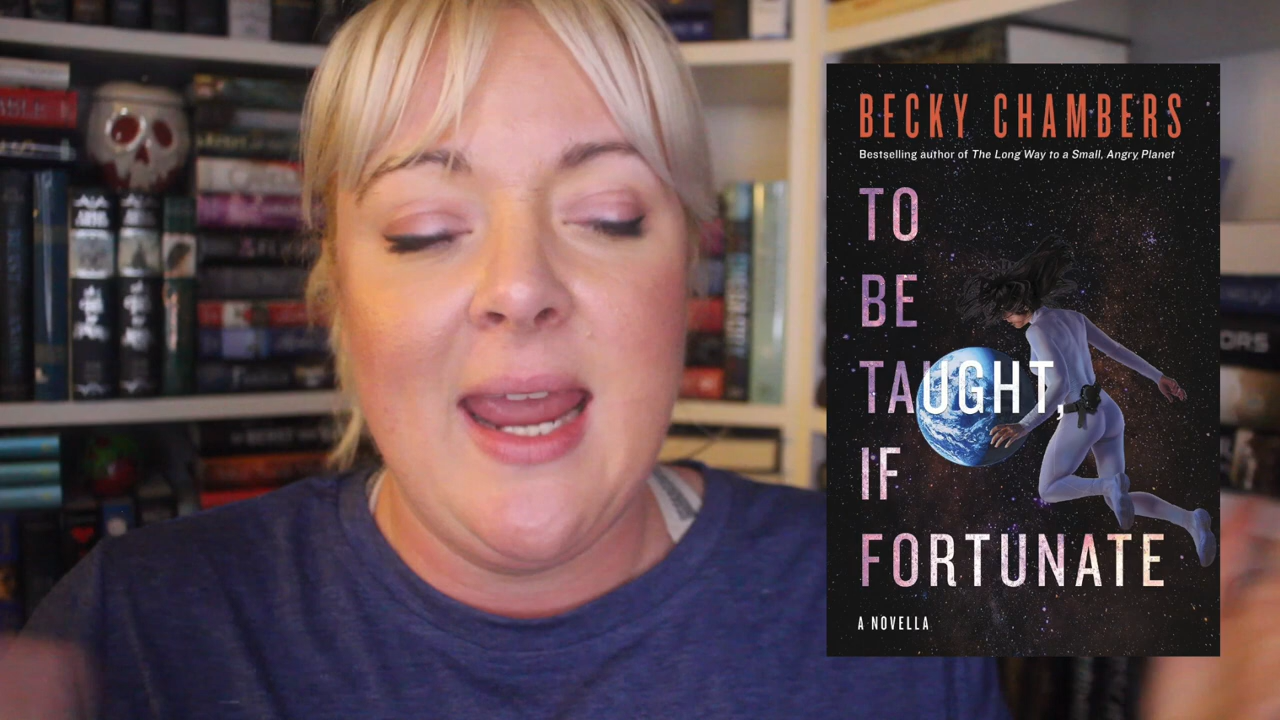 BECKY CHAMBERS
Bestselling author of The Long Way to a Small, Angry Planet
TO
BE
TAUGHT,
IF
FORTUNATE
A NOVELLA